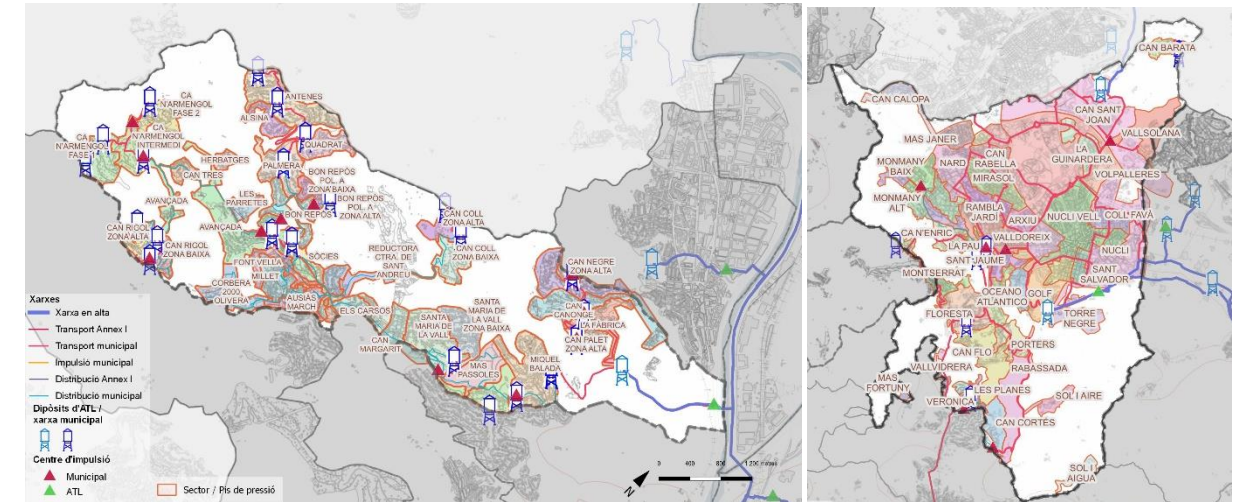 CA
N'ARMENGOL
FASE 2
ANTENES
ALSINA
CA
N'ARMENGOL
INTERMEDI
CA
N'ARMENGOL
FASE
QUADRAT
HERBATGES
PALMERA
CAN TRES
BON REPÒS
POL. A
ZONA BAIXA
BON REPÒS
POL. A
ZONA ALTA
LES
PARRETES
AVANÇADA
BON REPÒS
CAN COLL
ZONA ALTA
CAN RIGOL
ZONA ALTA
AVANÇADA
CAN RIGOL
ZONA BAIXA
CAN COLL
ZONA BAIXA
REDUCTORA
CTRA. DE
SANT
ANDREU
SÒCIES
FONT VELLA
MILLET
CAN NEGRE
ZONA ALTA
CORBERA
2000
OLIVERA
AUSIAS
MARCH
ELS CARSOS
SANTA
MARIA DE
LA VALL
SANTA
MARIA DE
LA VALL
ZONA BAIXA
CAN
CANONGE
LA FÀBRICA
CAN PALET
ZONA ALTA
CAN
MARGARIT
MAS
PASSOLES
MIQUEL
BALADA
Xarxes
Xarxa en alta
Transport Annex I
Transport municipal
Impulsió municipal
Distribució Annex I
Distribució municipal
Dipòsits d'ATL /
xarxa municipal
Centre d'impulsió
Municipal
ATL
Sector / Pis de pressió
N
0 400 800 1.200 metres
CAN BARATA
CAN CALOPA
CAN SANT
JOAN
MAS JANER
VALLSOLANA
LA
GUINARDERA
MONMANY
BAIX
NARD
CAN
RABELLA
MIRASOL
VOLPALLERES
MONMANY
ALT
RAMBLA
JARDÍ
ARXIU
NUCLI VELL
COLL FAVÀ
CA N'ENRIC
LA PAU
VALLDOREIX
NUCLI
SANT JAUME
MONTSERRAT
SANT
SALVADOR
OCEANO
ATLANTICO
GOLF
FLORESTA
TORRE
NEGRE
PORTERS
CAN FLO
VALLVIDRERA
RABASSADA
MAS
FORTUNY
LES PLANES
VERONICA
SOL I AIRE
CAN CORTÉS
SOL I
AIGUA